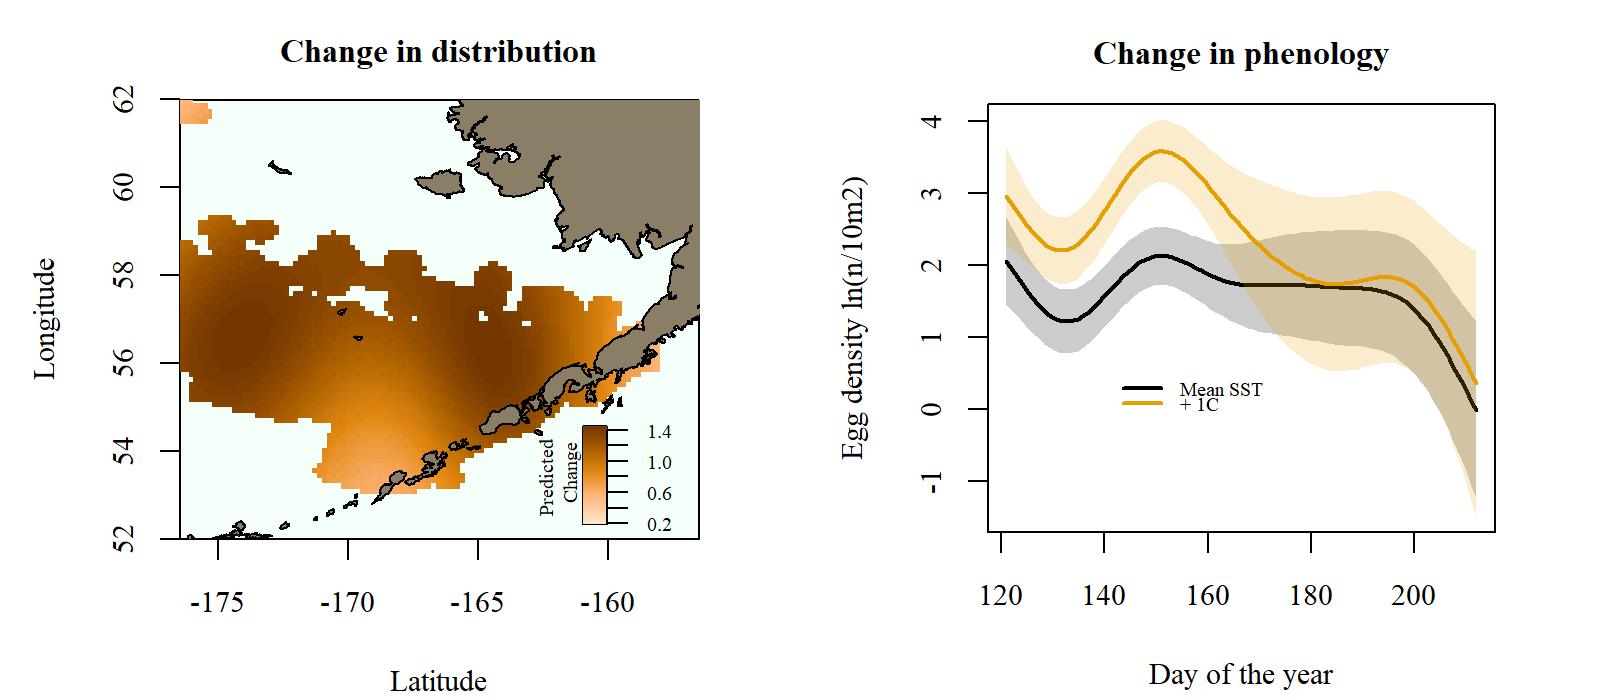 Change in distribution
Longitude
62
60
58
56
54
52
Predicted
Change
1.4
1.0
0.6
0.2
-175
-170
-165
-160
Latitude
Change in phenology
Egg density ln(n/10m2)
4
3
2
1
0
-1
Mean SST
+ 1C
120
140
160
180
200
Day of the year